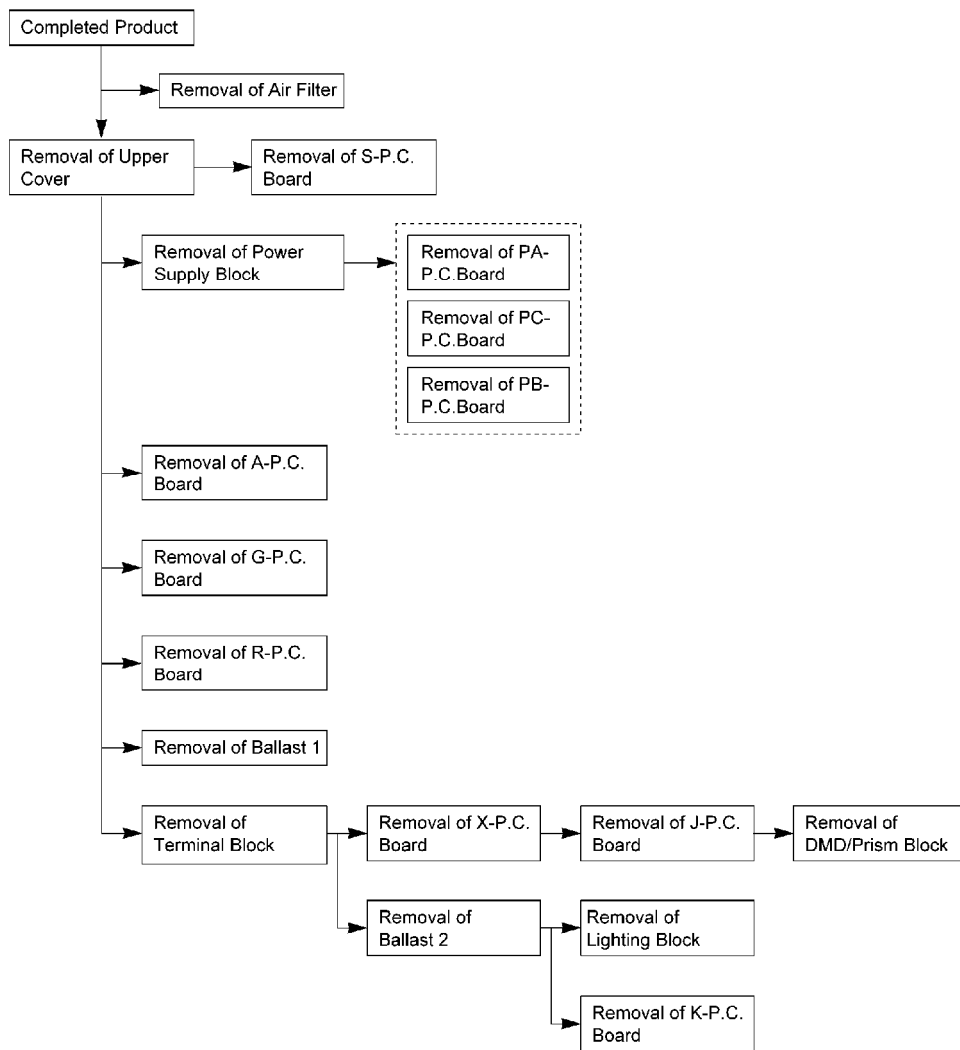 Completed Product
Removal of Air Filter
Removal of Upper
Cover
Removal of S-P.C.
Board
Removal of Power
Supply Block
Removal of PA-
P.C.Board
Removal of PC-
P.C.Board
Removal of PB-
P.C.Board
Removal of A-P.C.
Board
Removal of G-P.C.
Board
Removal of R-P.C.
Board
Removal of Ballast 1
Removal of
Terminal Block
Removal of X-P.C.
Board
Removal of J-P.C.
Board
Removal of
DMD/Prism Block
Removal of
Ballast 2
Removal of
Lighting Block
Removal of K-P.C.
Board